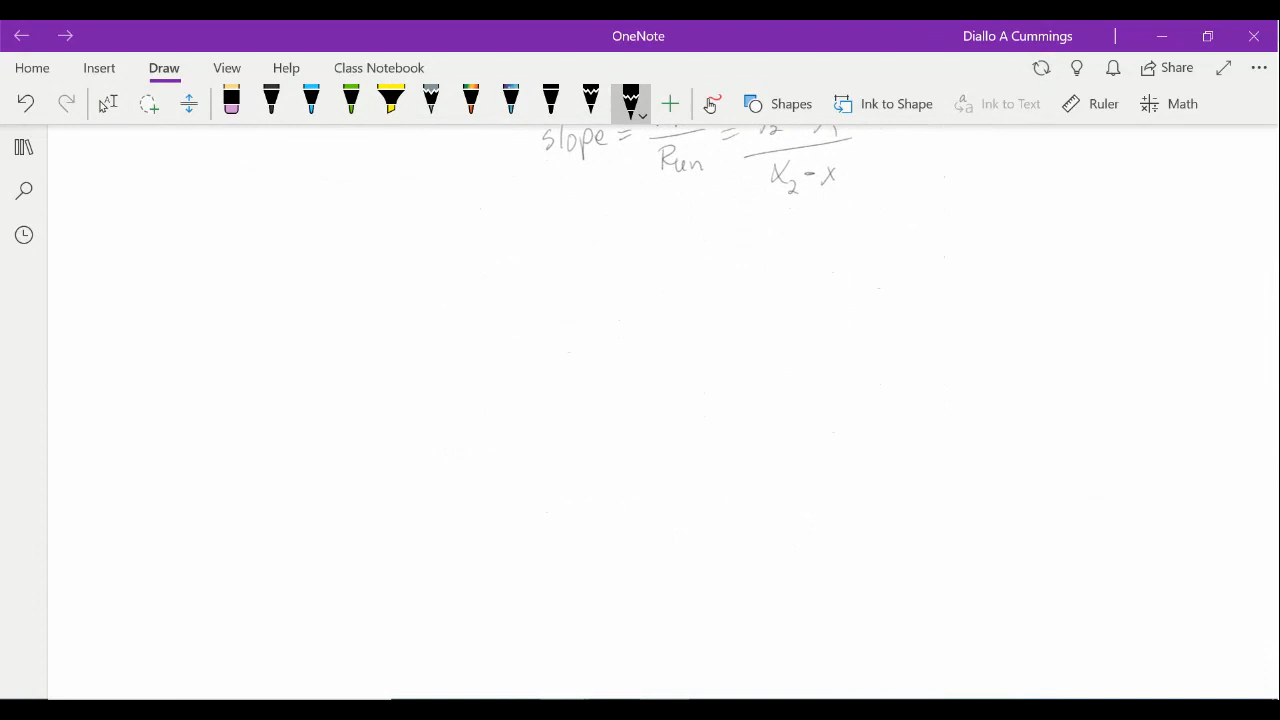 OneNote
Diallo A Cummings
Home Insert Draw View Help Class Notebook
Share
Shapes Ink to Shape Ink to Text Ruler Math
slope = / Run = / x₂ - x